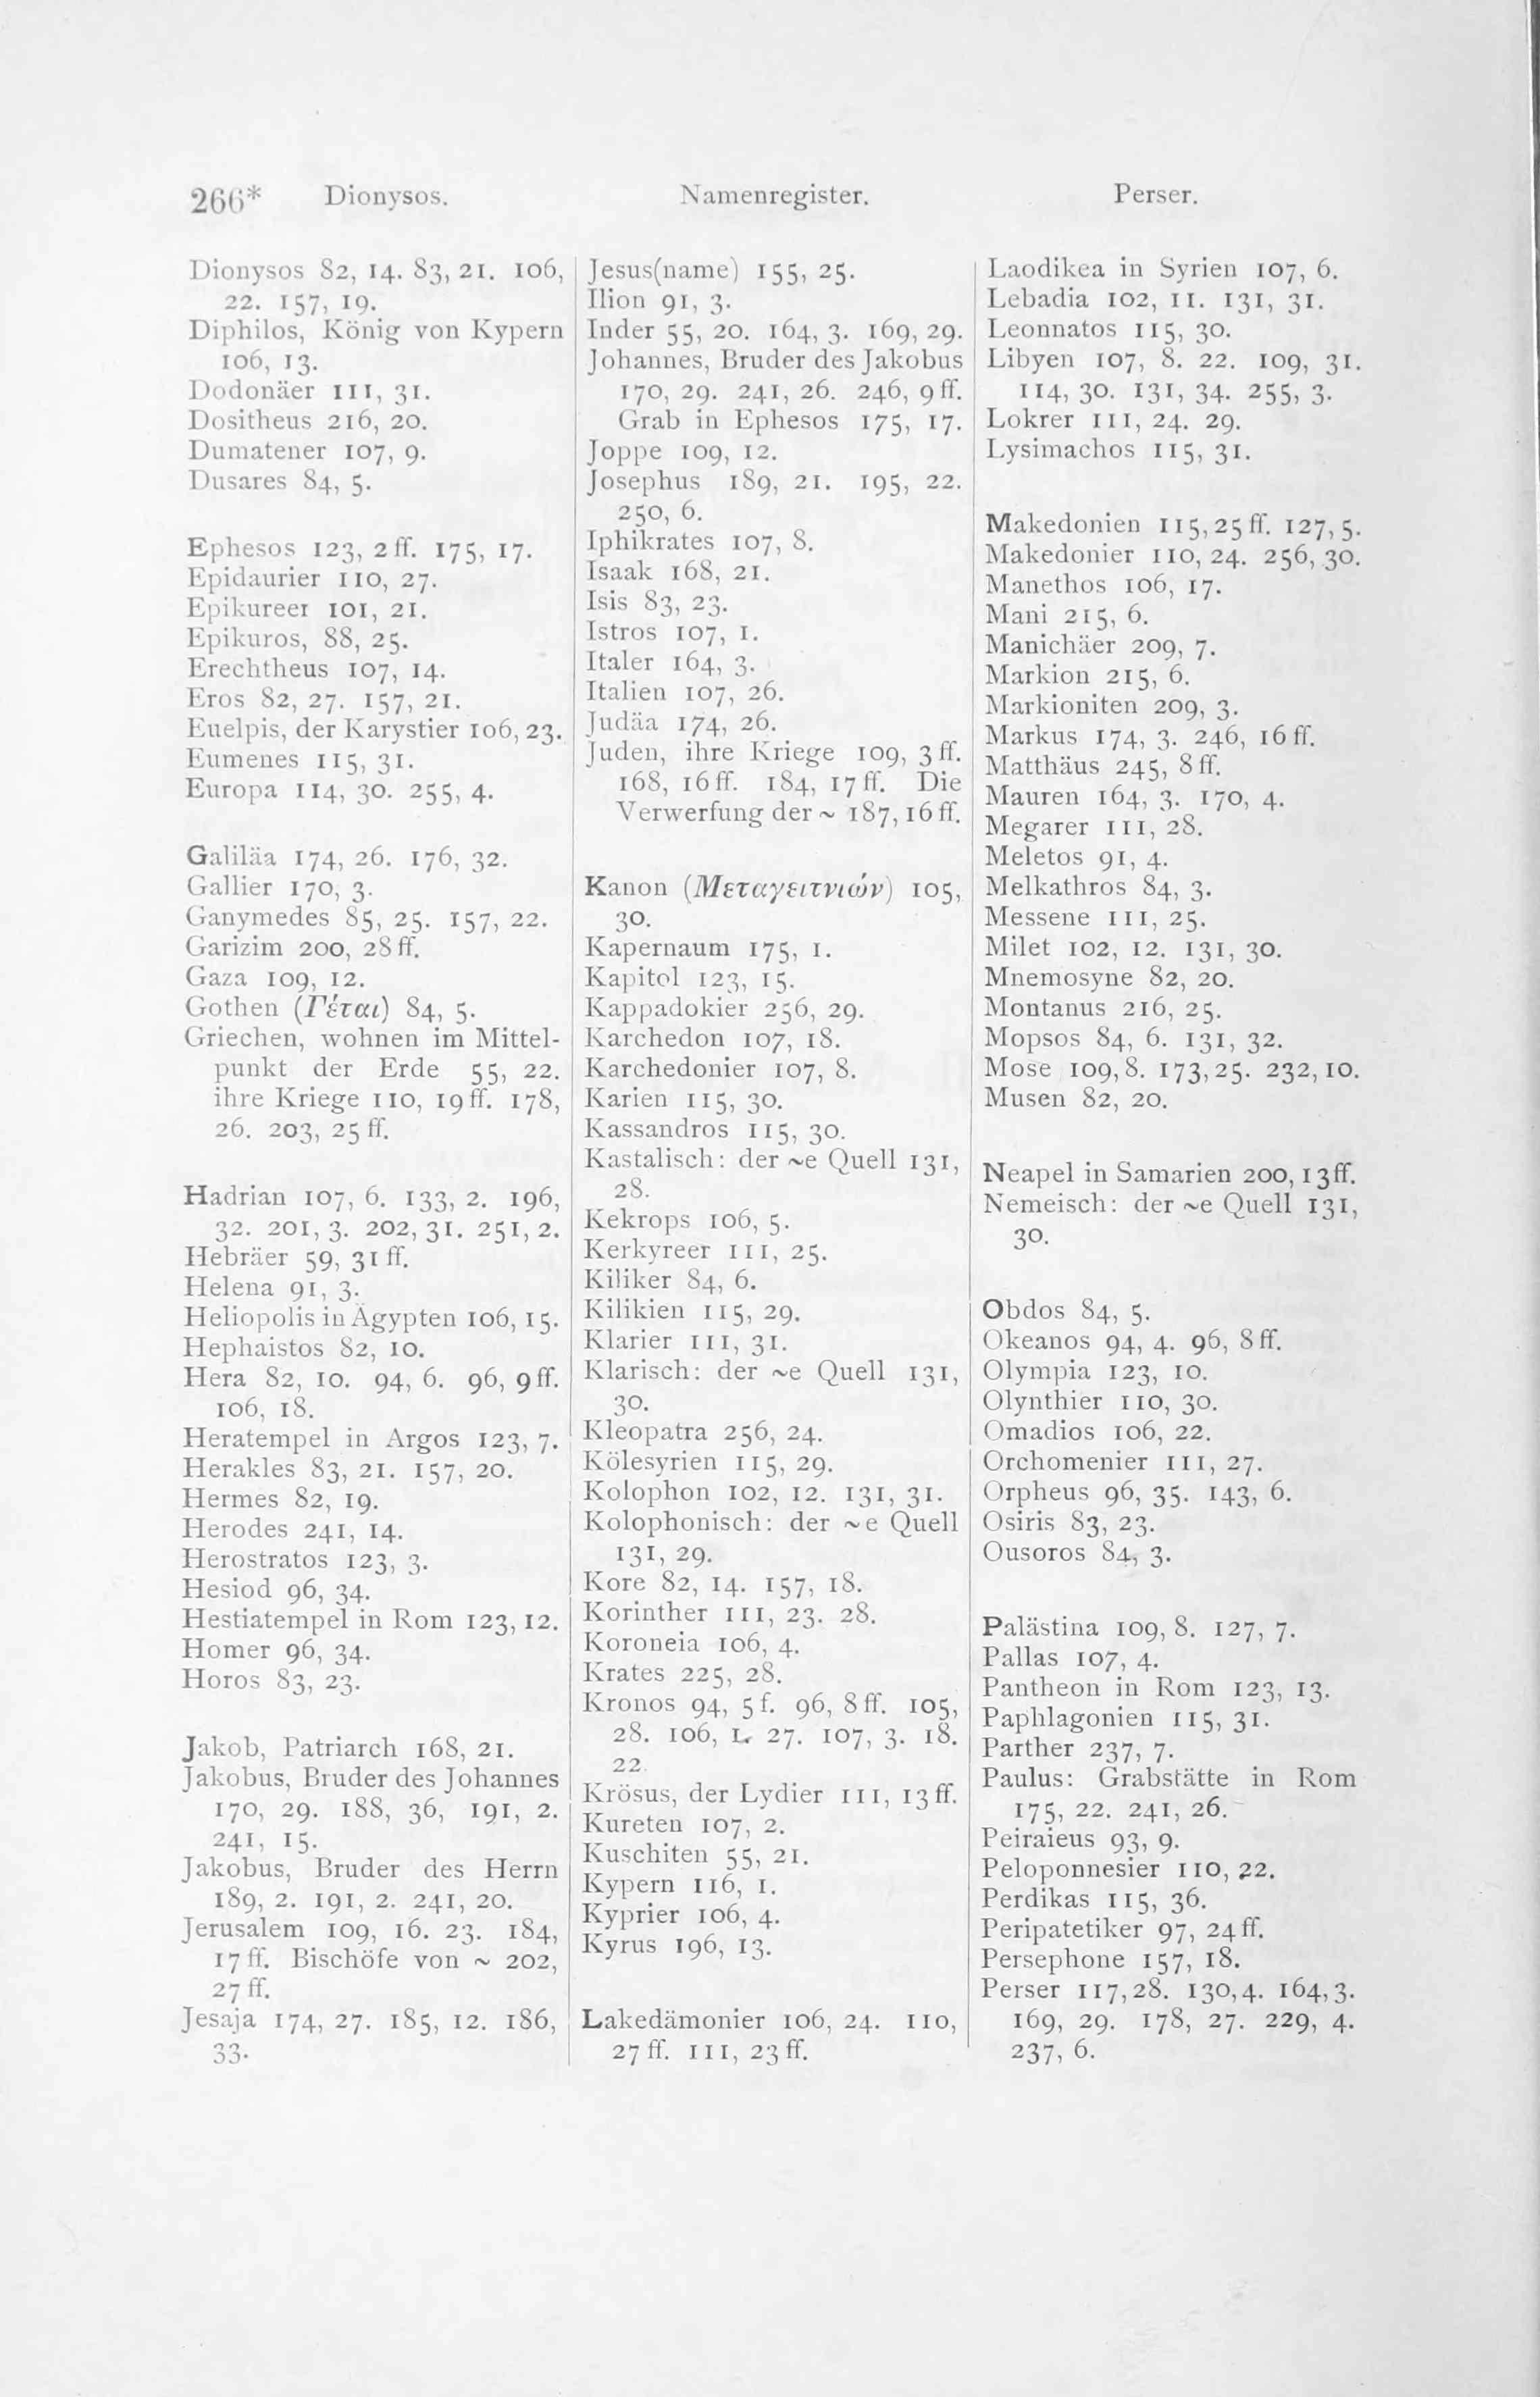 266* Dionysos. Namenregister. Perser.
Dionysos 82, 14. 83, 21. 106,
22. 157, 19.
Diphilos, König von Kypern
106, 13.
Dodonäer 111, 31.
Dositheus 216, 20.
Dumatener 107, 9.
Dusares 84, 5.
Ephesos 123, 2 ff. 175, 17.
Epidaurier 110, 27.
Epikureer 101, 21.
Epikuros, 88, 25.
Erechtheus 107, 14.
Eros 82, 27. 157, 21.
Euelpis, der Karystier 106, 23.
Eumenes 115, 31.
Europa 114, 30. 255, 4.
Galiläa 174, 26. 176, 32.
Gallier 170, 3.
Ganymedes 85, 25. 157, 22.
Garizim 200, 28 ff.
Gaza 109, 12.
Gothen (Γέται) 84, 5.
Griechen, wohnen im Mittel-
punkt der Erde 55, 22.
ihre Kriege 110, 19 ff. 178,
26. 203, 25 ff.
Hadrian 107, 6. 133, 2. 196,
32. 201, 3. 202, 31. 251, 2.
Hebräer 59, 31 ff.
Helena 91, 3.
Heliopolis in Ägypten 106, 15.
Hephaistos 82, 10.
Hera 82, 10. 94, 6. 96, 9 ff.
106, 18.
Heratempel in Argos 123, 7.
Herakles 83, 21. 157, 20.
Hermes 82, 19.
Herodes 241, 14.
Herostratos 123, 3.
Hesiod 96, 34.
Hestiatempel in Rom 123, 12.
Homer 96, 34.
Horos 83, 23.
Jakob, Patriarch 168, 21.
Jakobus, Bruder des Johannes
170, 29. 188, 36, 191, 2.
241, 15.
Jakobus, Bruder des Herrn
189, 2. 191, 2. 241, 20.
Jerusalem 109, 16. 23. 184,
17 ff. Bischöfe von ~ 202,
27 ff.
Jesaja 174, 27. 185, 12. 186,
33.
Jesus(name) 155, 25.
Ilion 91, 3.
Inder 55, 20. 164, 3. 169, 29.
Johannes, Bruder des Jakobus
170, 29. 241, 26. 246, 9 ff.
Grab in Ephesos 175, 17.
Joppe 109, 12.
Josephus 189, 21. 195, 22.
250, 6.
Iphikrates 107, 8.
Isaak 168, 21.
Isis 83, 23.
Istros 107, 1.
Italer 164, 3.
Italien 107, 26.
Judäa 174, 26.
Juden, ihre Kriege 109, 3 ff.
168, 16 ff. 184, 17 ff. Die
Verwerfung der ~ 187, 16 ff.
Kanon (Μεταγειτνιών) 105,
30.
Kapernaum 175, 1.
Kapitol 123, 15.
Kappadokier 256, 29.
Karchedon 107, 18.
Karchedonier 107, 8.
Karien 115, 30.
Kassandros 115, 30.
Kastalisch: der ~e Quell 131,
28.
Kekrops 106, 5.
Kerkyreer 111, 25.
Kiliker 84, 6.
Kilikien 115, 29.
Klarier 111, 31.
Klarisch: der ~e Quell 131,
30.
Kleopatra 256, 24.
Kölesyrien 115, 29.
Kolophon 102, 12. 131, 31.
Kolophonisch: der ~e Quell
131, 29.
Kore 82, 14. 157, 18.
Korinther 111, 23. 28.
Koroneia 106, 4.
Krates 225, 28.
Kronos 94, 5 f. 96, 8 ff. 105,
28. 106, 27. 107, 3. 18.
22.
Krösus, der Lydier 111, 13 ff.
Kureten 107, 2.
Kuschiten 55, 21.
Kypern 116, 1.
Kyprier 106, 4.
Kyrus 196, 13.
Lakedämonier 106, 24. 110,
27 ff. 111, 23 ff.
Laodikea in Syrien 107, 6.
Lebadia 102, 11. 131, 31.
Leonnatos 115, 30.
Libyen 107, 8. 22. 109, 31.
114, 30. 131, 34. 255, 3.
Lokrer 111, 24. 29.
Lysimachos 115, 31.
Makedonien 115, 25 ff. 127, 5.
Makedonier 110, 24. 256, 30.
Manethos 106, 17.
Mani 215, 6.
Manichäer 209, 7.
Markion 215, 6.
Markioniten 209, 3.
Markus 174, 3. 246, 16 ff.
Matthäus 245, 8 ff.
Mauren 164, 3. 170, 4.
Megarer 111, 28.
Meletos 91, 4.
Melkathros 84, 3.
Messene 111, 25.
Milet 102, 12. 131, 30.
Mnemosyne 82, 20.
Montanus 216, 25.
Mopsos 84, 6. 131, 32.
Mose 109, 8. 173, 25. 232, 10.
Musen 82, 20.
Neapel in Samarien 200, 13 ff.
Nemeisch: der ~e Quell 131,
30.
Obdos 84, 5.
Okeanos 94, 4. 96, 8 ff.
Olympia 123, 10.
Olynthier 110, 30.
Omadios 106, 22.
Orchomenier 111, 27.
Orpheus 96, 35. 143, 6.
Osiris 83, 23.
Ousoros 84, 3.
Palästina 109, 8. 127, 7.
Pallas 107, 4.
Pantheon in Rom 123, 13.
Paphlagonien 115, 31.
Parther 237, 7.
Paulus: Grabstätte in Rom
175, 22. 241, 26.
Peiraieus 93, 9.
Peloponnesier 110, 22.
Perdikas 115, 36.
Peripatetiker 97, 24 ff.
Persephone 157, 18.
Perser 117, 28. 130, 4. 164, 3.
169, 29. 178, 27. 229, 4.
237, 6.